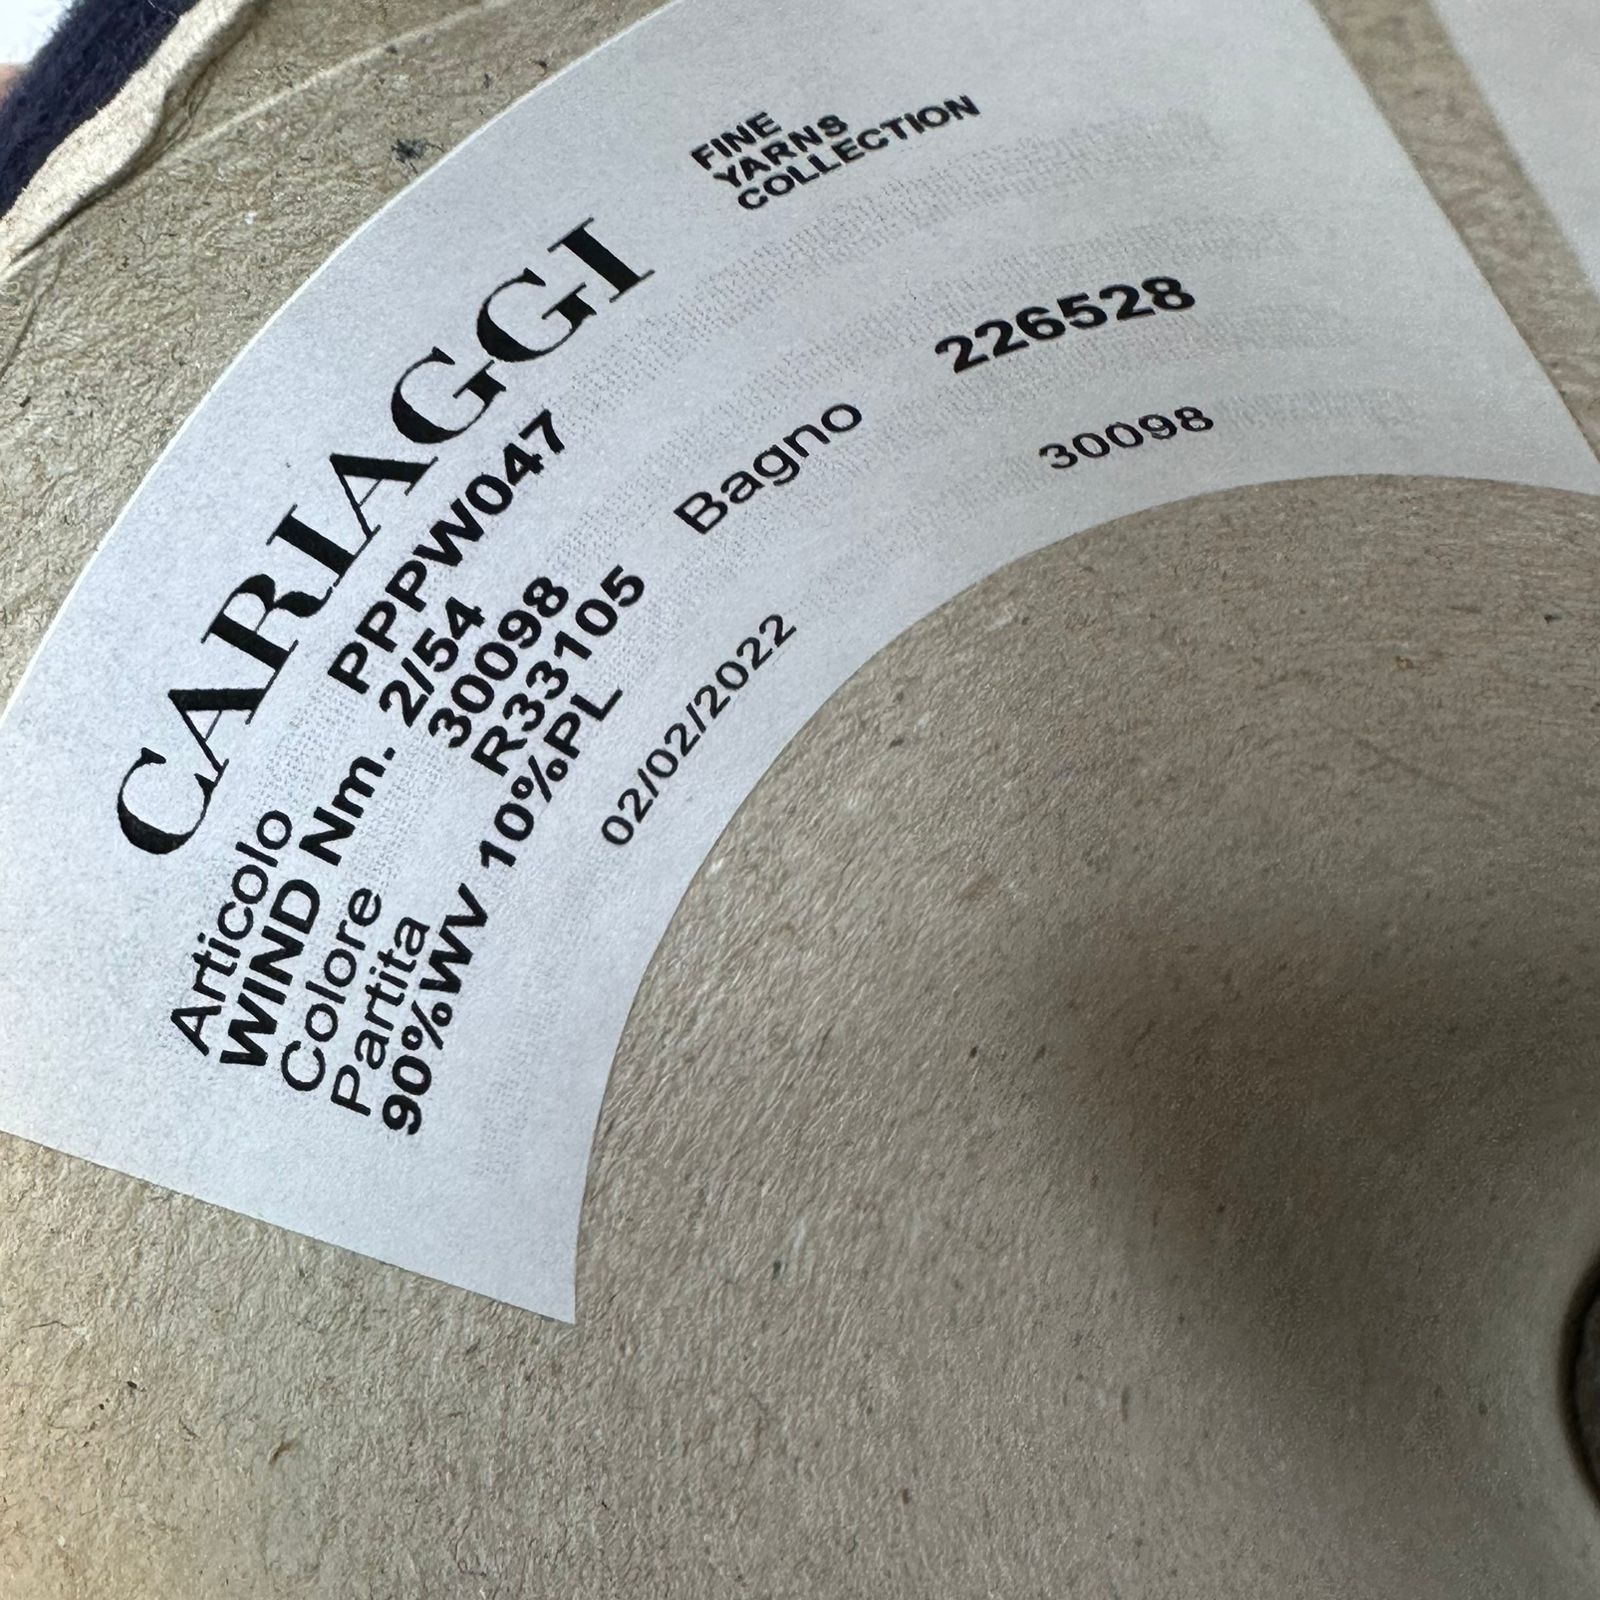 CARIAGGI
FINE
YARNS
COLLECTION
Articolo PPPW047
WIND Nm. 2/54
Colore 30098
Partita R33105 Bagno 226528
90%WV 10%PL
02/02/2022 30098